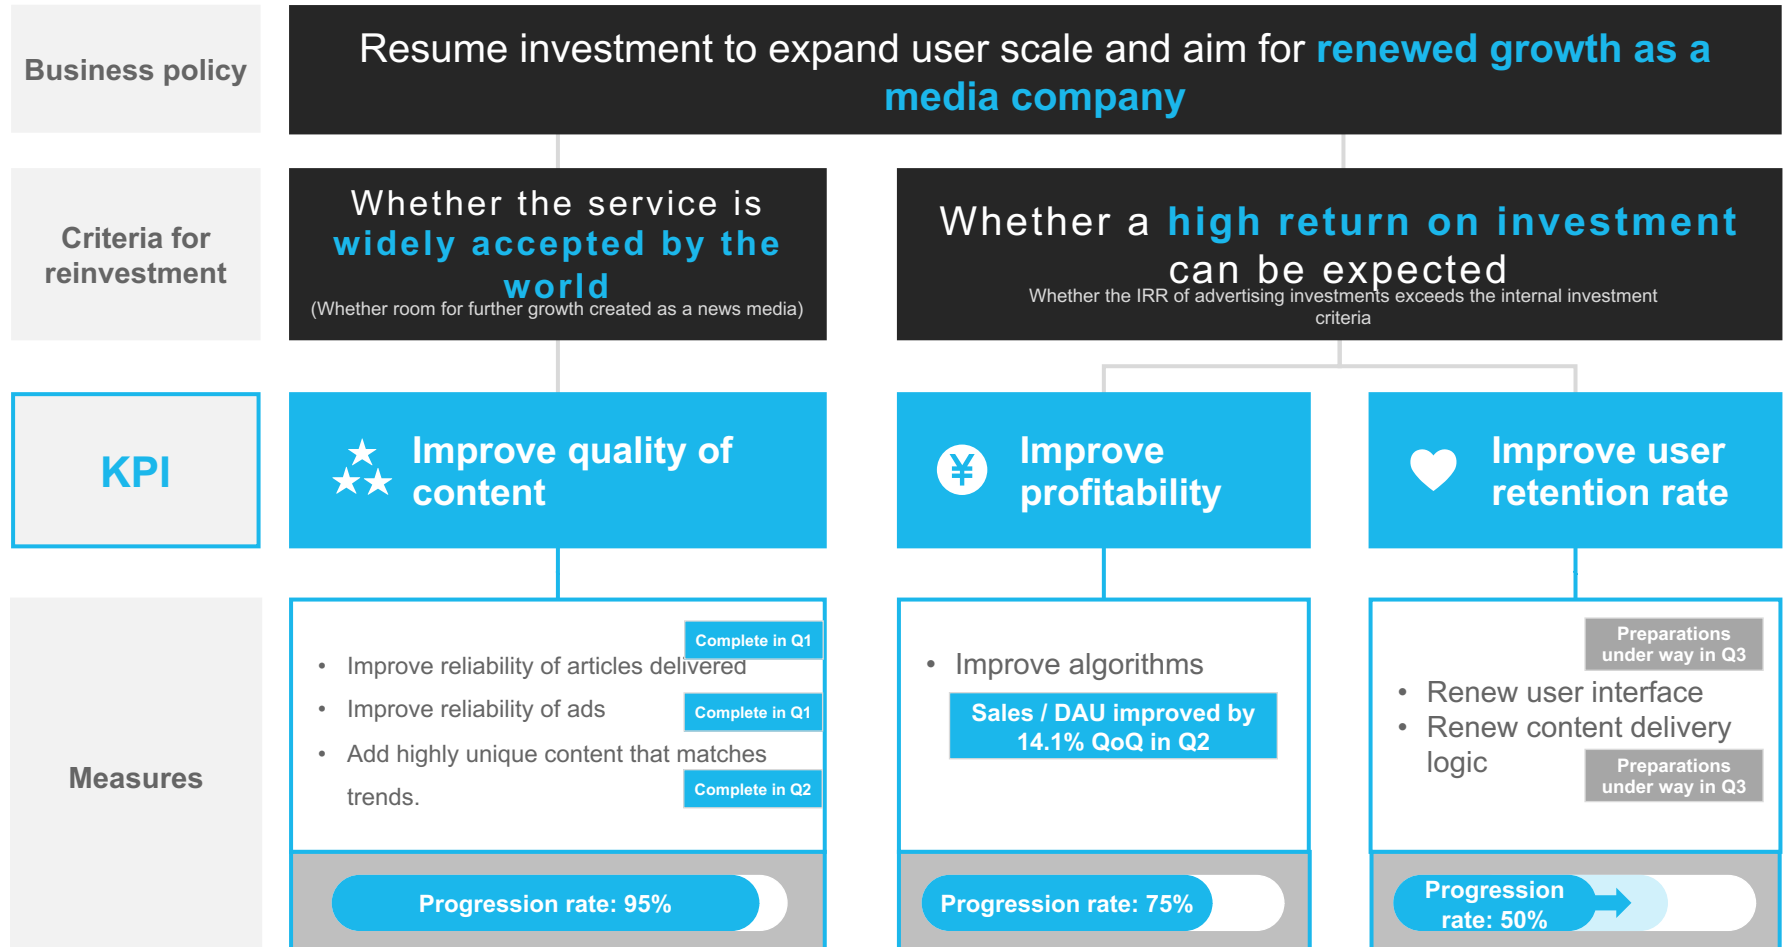 Business policy
Resume investment to expand user scale and aim for renewed growth as a
media company
Criteria for
reinvestment
Whether the service is
widely accepted by the
world
(Whether room for further growth created as a news media)
Whether a high return on investment
can be expected
Whether the IRR of advertising investments exceeds the internal investment
criteria
KPI
Improve quality of
content
¥
Improve
profitability
Improve user
retention rate
Measures
Complete in Q1
• Improve reliability of articles delivered
• Improve reliability of ads
Complete in Q1
• Add highly unique content that matches
trends.
Complete in Q2
Progression rate: 95%
• Improve algorithms
Sales / DAU improved by
14.1% QoQ in Q2
Progression rate: 75%
Preparations
under way in Q3
• Renew user interface
• Renew content delivery
logic
Preparations
under way in Q3
Progression
rate: 50%